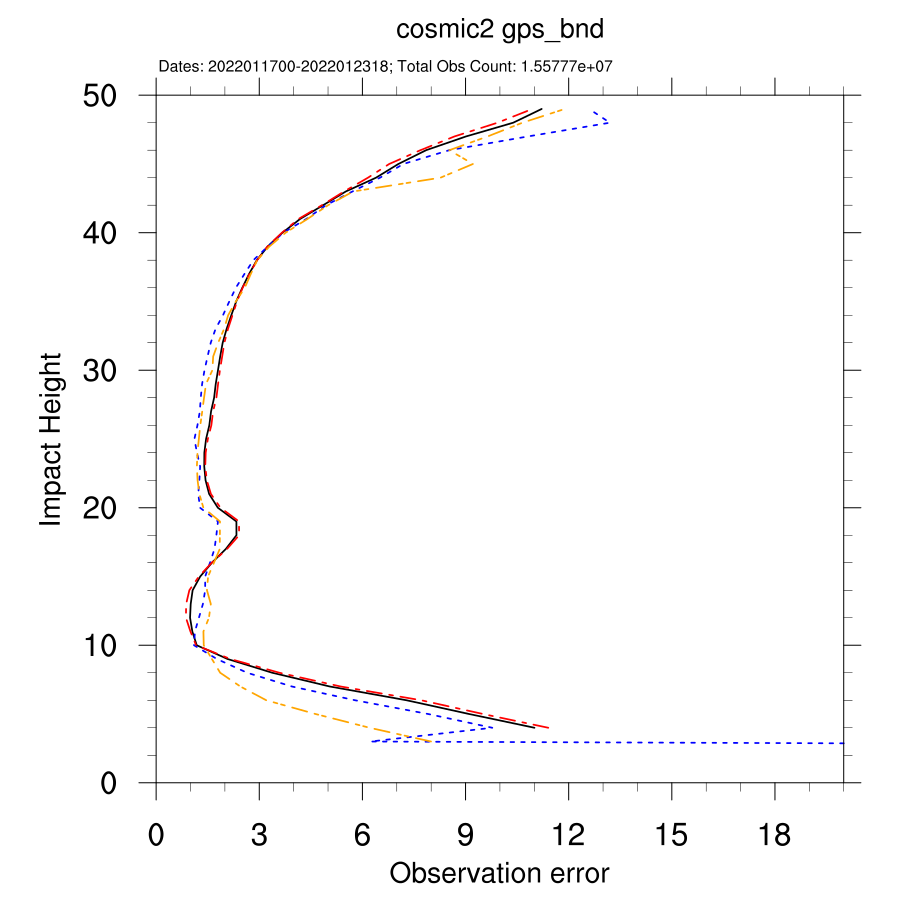 cosmic2 gps_bnd
Dates: 2022011700-2022012318; Total Obs Count: 1.55777e+07
50
40
30
20
10
0
Impact Height
0 3 6 9 12 15 18
Observation error